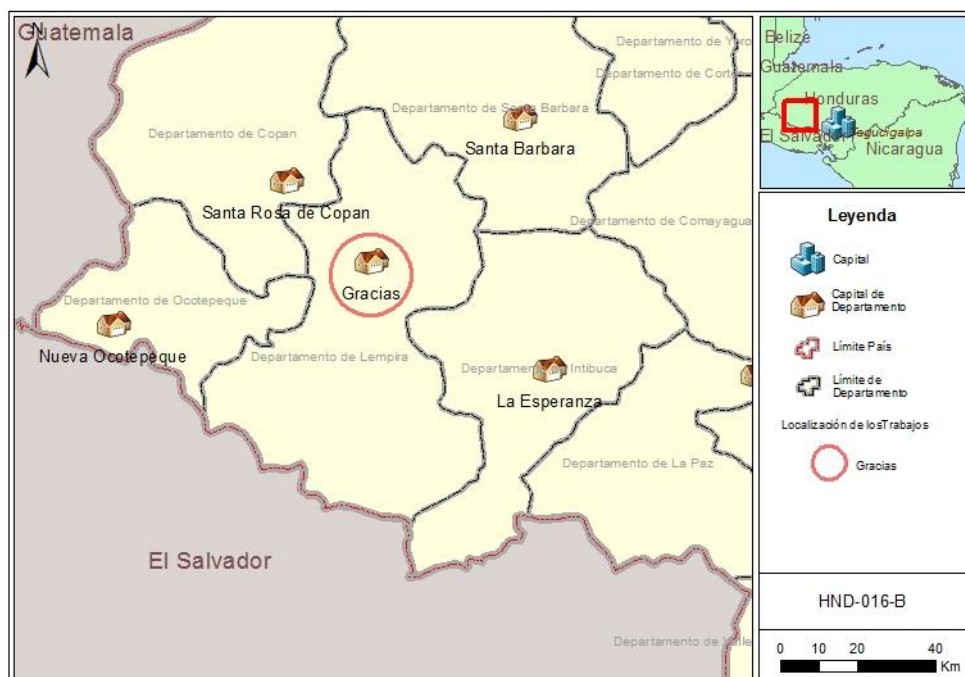 Guatemala
N
Departamento de Yoro
Departamento de Cortes
Departamento de Santa Barbara
Departamento de Copan
Santa Barbara
Santa Rosa de Copan
Departamento de Comayagua
Gracias
Departamento de Ocotepeque
Nueva Ocotepeque
Departamento de Lempira
Departamento de Intibuca
La Esperanza
Departamento de La Paz
El Salvador
Departamento de Valle
Belize
Guatemala
Honduras
Tegucigalpa
El Salvador
Nicaragua
Leyenda
Capital
Capital de
Departamento
Límite País
Límite de
Departamento
Localización de losTrabajos
Gracias
HND-016-B
0 10 20 40
Km